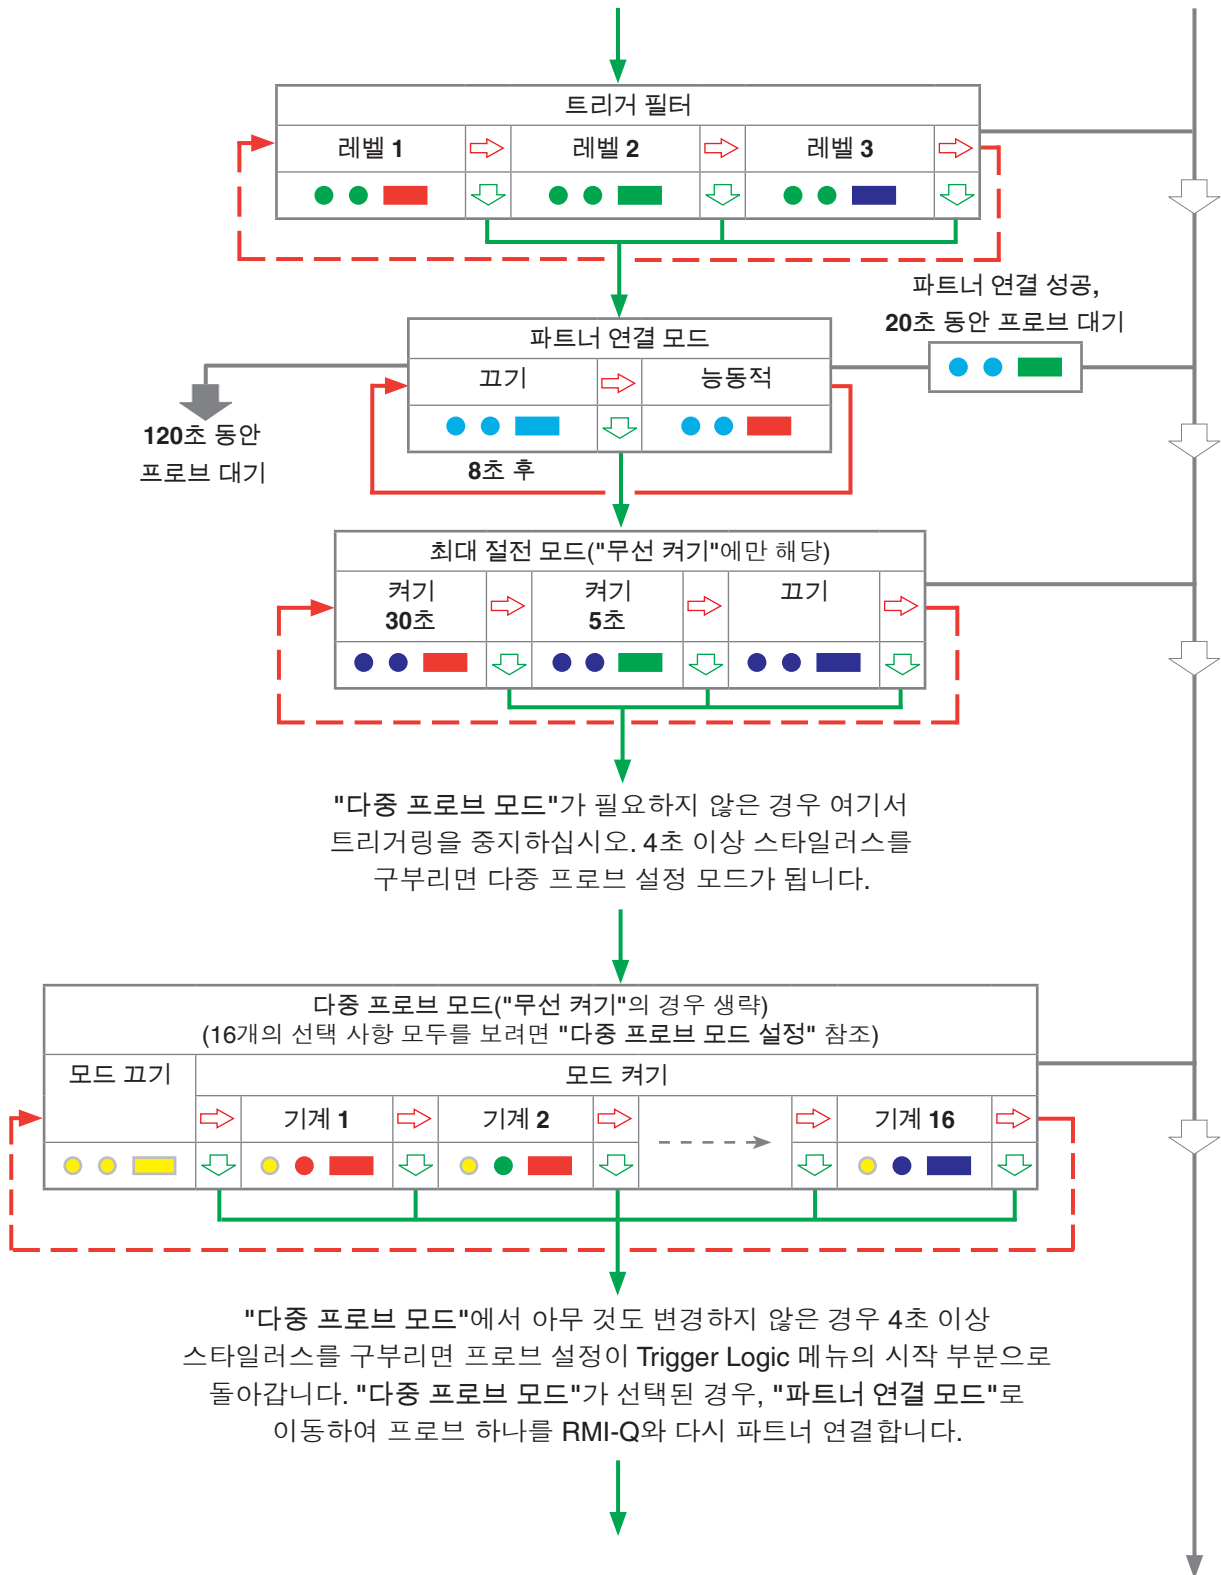 트리거 필터
레벨 1
레벨 2
레벨 3
파트너 연결 성공,
20초 동안 프로브 대기
파트너 연결 모드
끄기
능동적
120초 동안
프로브 대기
8초 후
최대 절전 모드("무선 켜기"에만 해당)
켜기
30초
켜기
5초
끄기
"다중 프로브 모드"가 필요하지 않은 경우 여기서
트리거링을 중지하십시오. 4초 이상 스타일러스를
구부리면 다중 프로브 설정 모드가 됩니다.
다중 프로브 모드("무선 켜기"의 경우 생략)
(16개의 선택 사항 모두를 보려면 "다중 프로브 모드 설정" 참조)
모드 끄기
모드 켜기
기계 1
기계 2
기계 16
"다중 프로브 모드"에서 아무 것도 변경하지 않은 경우 4초 이상
스타일러스를 구부리면 프로브 설정이 Trigger Logic 메뉴의 시작 부분으로
돌아갑니다. "다중 프로브 모드"가 선택된 경우, "파트너 연결 모드"로
이동하여 프로브 하나를 RMI-Q와 다시 파트너 연결합니다.